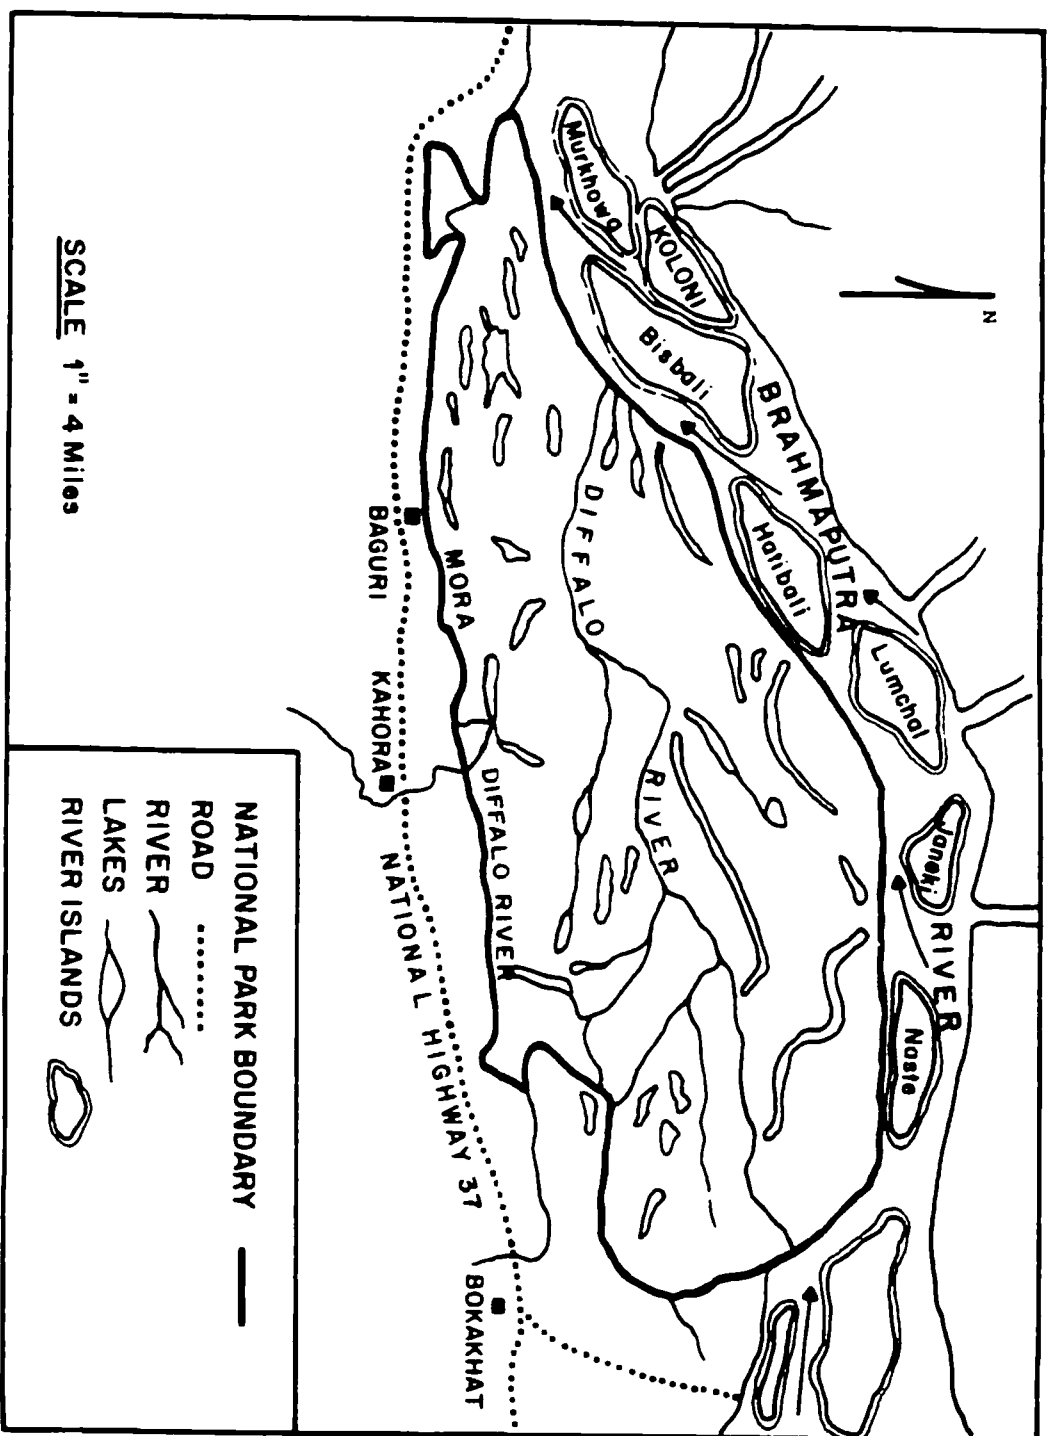 N
Murkhowa
KOLONI
Bisbali
BRAHMAPUTRA
Hatibali
Lumchal
Janaki
RIVER
Naste
DIFFALO
RIVER
MORA
DIFFALO RIVER
BAGURI
KAHORA
NATIONAL HIGHWAY 37
BOKAKHAT
SCALE 1" = 4 Miles
NATIONAL PARK BOUNDARY
ROAD
RIVER
LAKES
RIVER ISLANDS